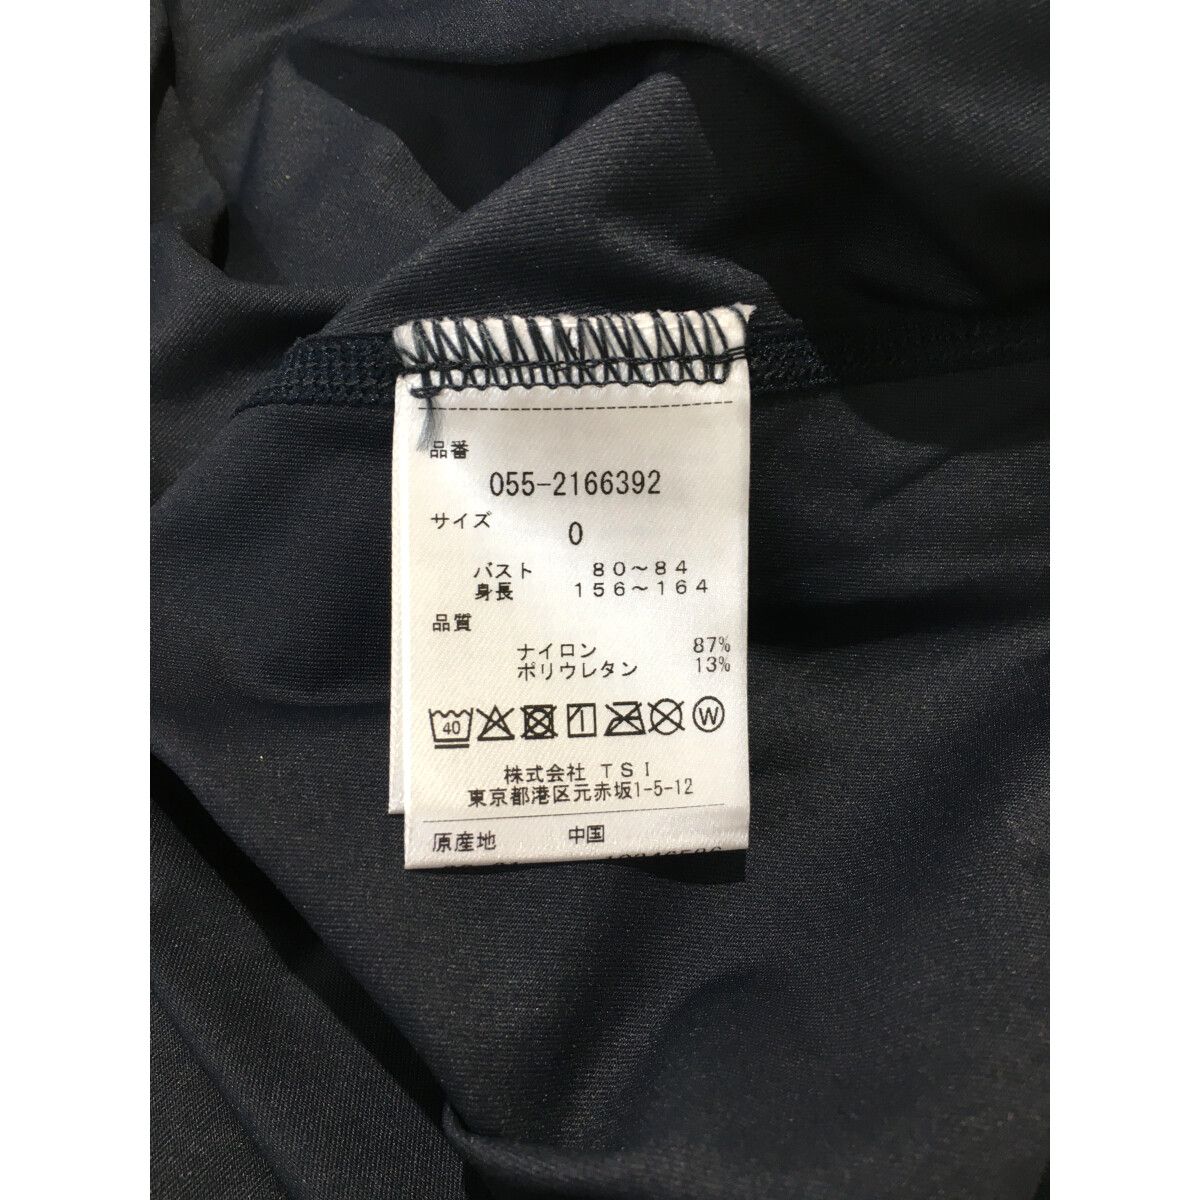 品番
055-2166392
サイズ
0
バスト 80～84
身長 156～164
品質
ナイロン 87%
ポリウレタン 13%
40 W
株式会社 TSI
東京都港区元赤坂1-5-12
原産地 中国